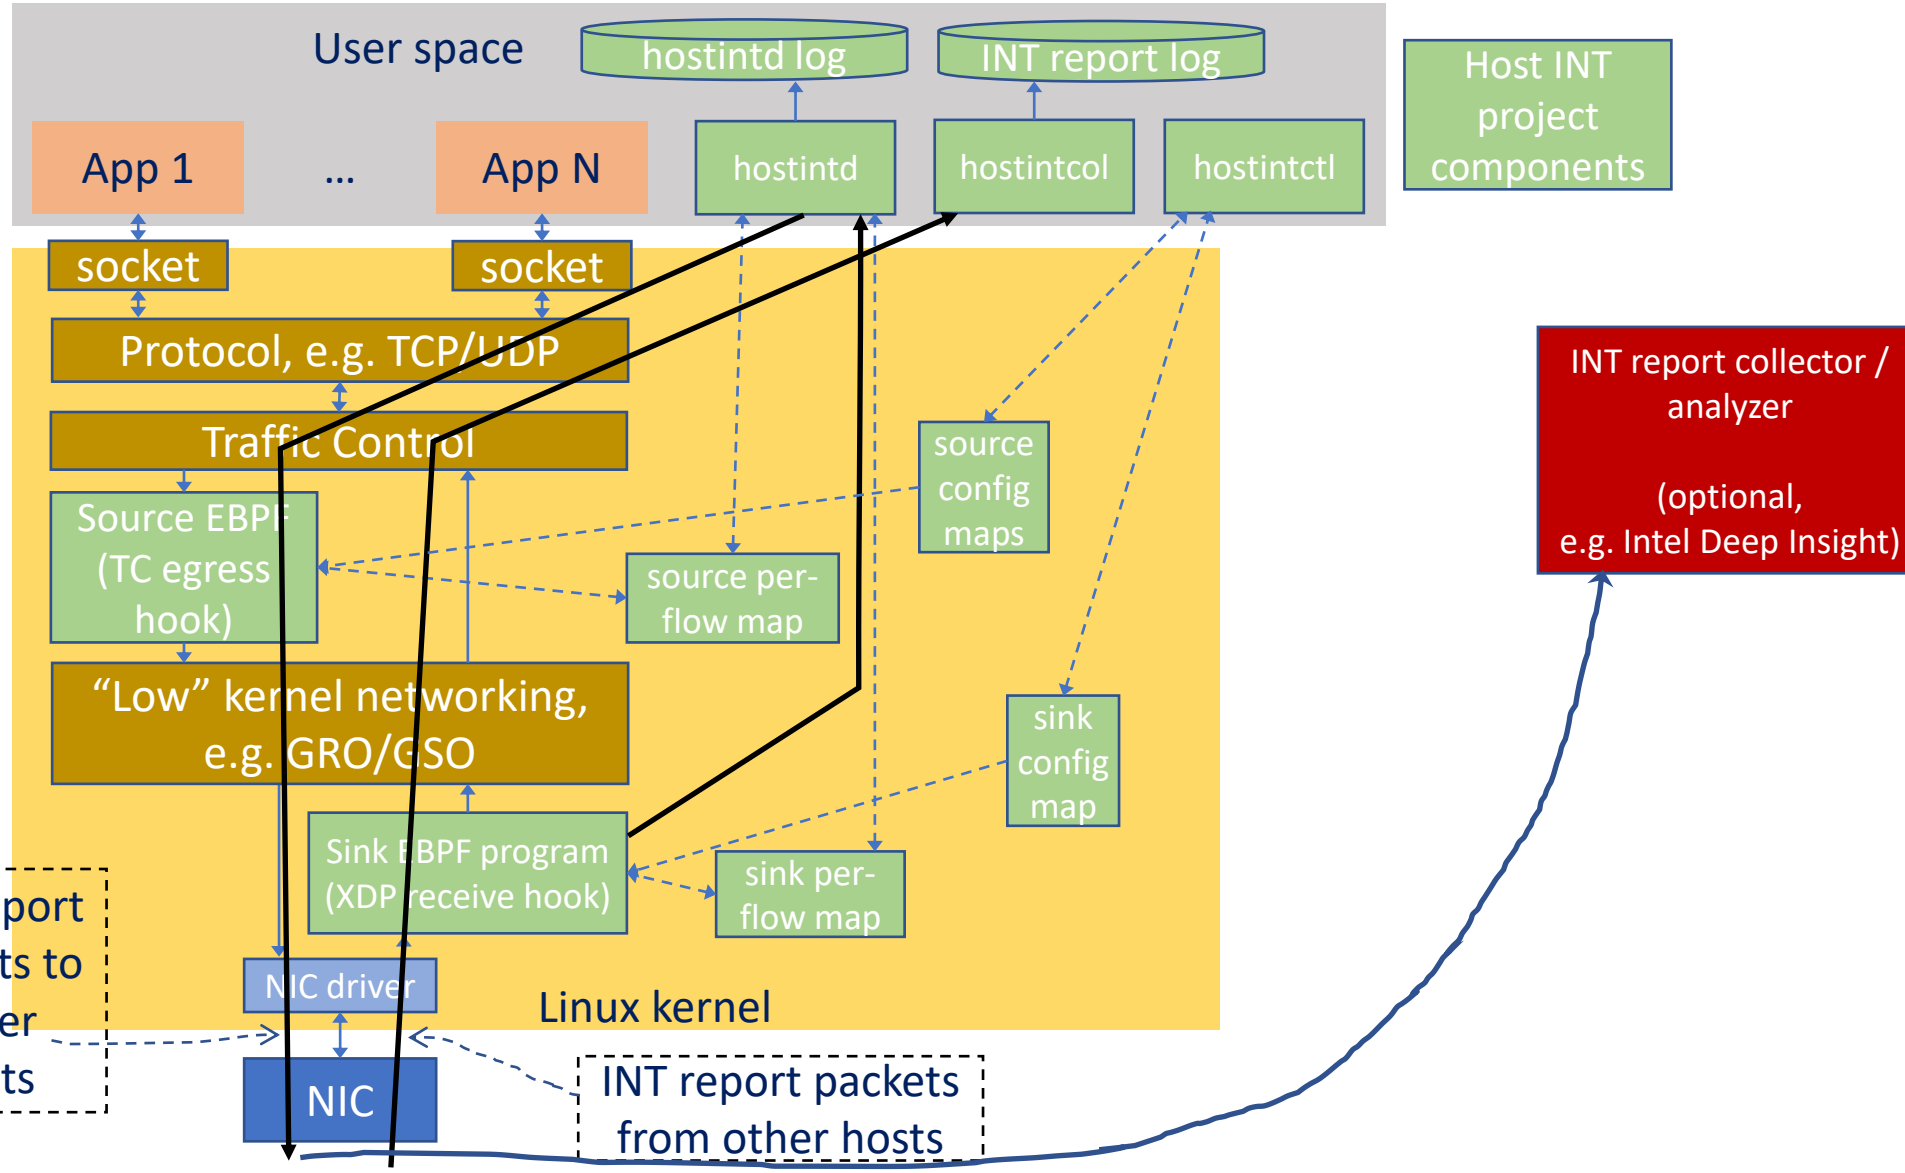 User space
hostintd log
INT report log
Host INT
project
components
App 1
...
App N
hostintd
hostintcol
hostintctl
socket
socket
Protocol, e.g. TCP/UDP
Traffic Control
Source EBPF
(TC egress
hook)
source
config
maps
source per-
flow map
INT report collector /
analyzer
(optional,
e.g. Intel Deep Insight)
“Low” kernel networking,
e.g. GRO/GSO
sink
config
map
Sink EBPF program
(XDP receive hook)
sink per-
flow map
port
ts to
er
ts
NIC driver
Linux kernel
NIC
INT report packets
from other hosts